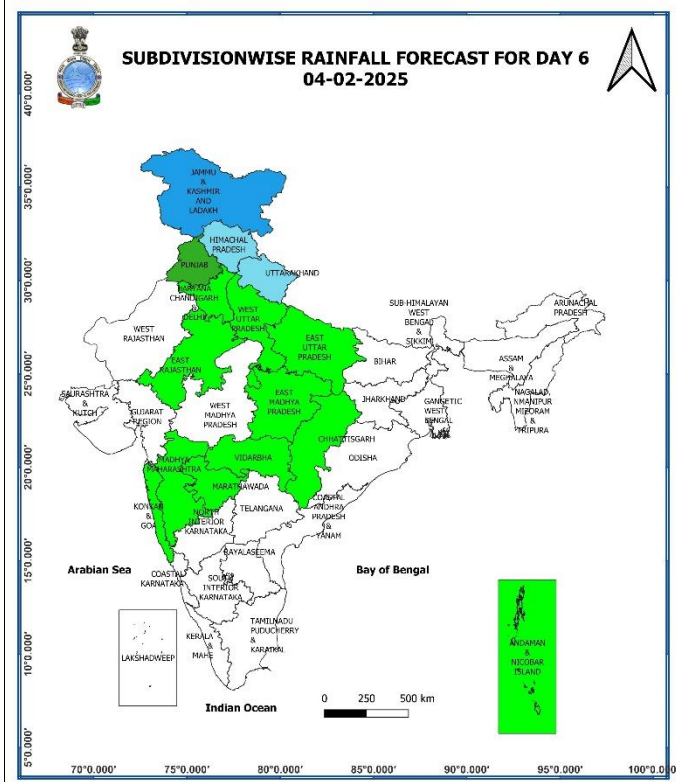 SUBDIVISIONWISE RAINFALL FORECAST FOR DAY 6
04-02-2025
40°0.000'
35°0.000'
30°0.000'
25°0.000'
20°0.000'
15°0.000'
10°0.000'
5°0.000'
JAMMU
&
KASHMIR
AND
LADAKH
HIMACHAL
PRADESH
PUNJAB
UTTARAKHAND
HARYANA
CHANDIGARH
&
DELHI
WEST
UTTAR
PRADESH
EAST
UTTAR
PRADESH
WEST
RAJASTHAN
EAST
RAJASTHAN
SUB-HIMALAYAN
WEST
BENGAL
&
SIKKIM
ARUNACHAL
PRADESH
ASSAM
&
MEGHALAYA
NAGALAD,
NMANIPUR
MIZORAM
&
TRIPURA
BIHAR
JHARKHAND
GANGETIC
WEST
BENGAL
SAURASHTRA
&
KUTCH
GUJARAT
REGION
WEST
MADHYA
PRADESH
EAST
MADHYA
PRADESH
CHHATTISGARH
ODISHA
MADHYA
MAHARASHTRA
VIDARBHA
MARATHAWADA
KONKAN
&
GOA
NORTH
INTERIOR
KARNATAKA
TELANGANA
COASTAL
ANDHRA
PRADESH
&
YANAM
RAYALASEEMA
COASTAL
KARNATAKA
SOUTH
INTERIOR
KARNATAKA
Arabian Sea
Bay of Bengal
TAMILNADU
PUDUCHERRY
&
KARAIKAL
KERALA
&
MAHE
LAKSHADWEEP
ANDAMAN
&
NICOBAR
ISLAND
Indian Ocean
0 250 500 km
70°0.000' 75°0.000' 80°0.000' 85°0.000' 90°0.000' 95°0.000' 100°0.000'